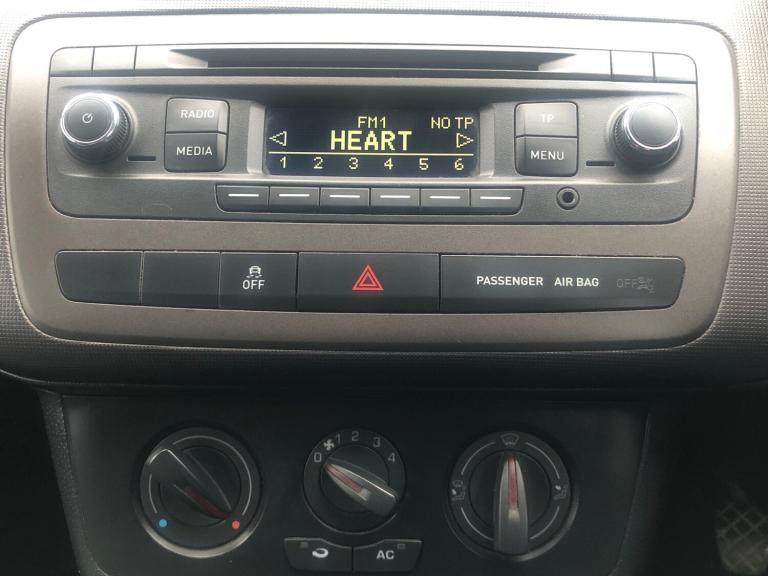 RADIO
MEDIA
FM1 NO TP
HEART
1 2 3 4 5 6
TP
MENU
OFF
PASSENGER AIR BAG OFF
0 1 2 3 4
AC